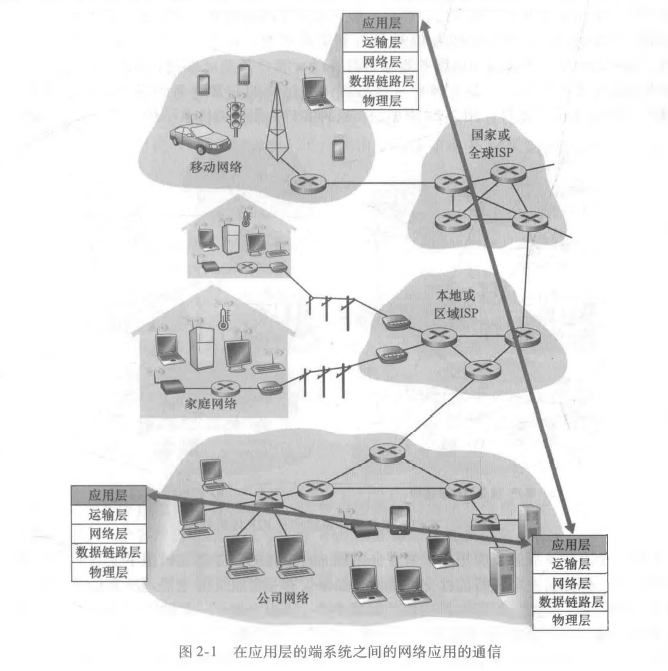 应用层
运输层
网络层
数据链路层
物理层
国家或
全球ISP
移动网络
本地或
区域ISP
家庭网络
应用层
运输层
网络层
数据链路层
物理层
应用层
运输层
网络层
数据链路层
物理层
公司网络
图 2-1 在应用层的端系统之间的网络应用的通信